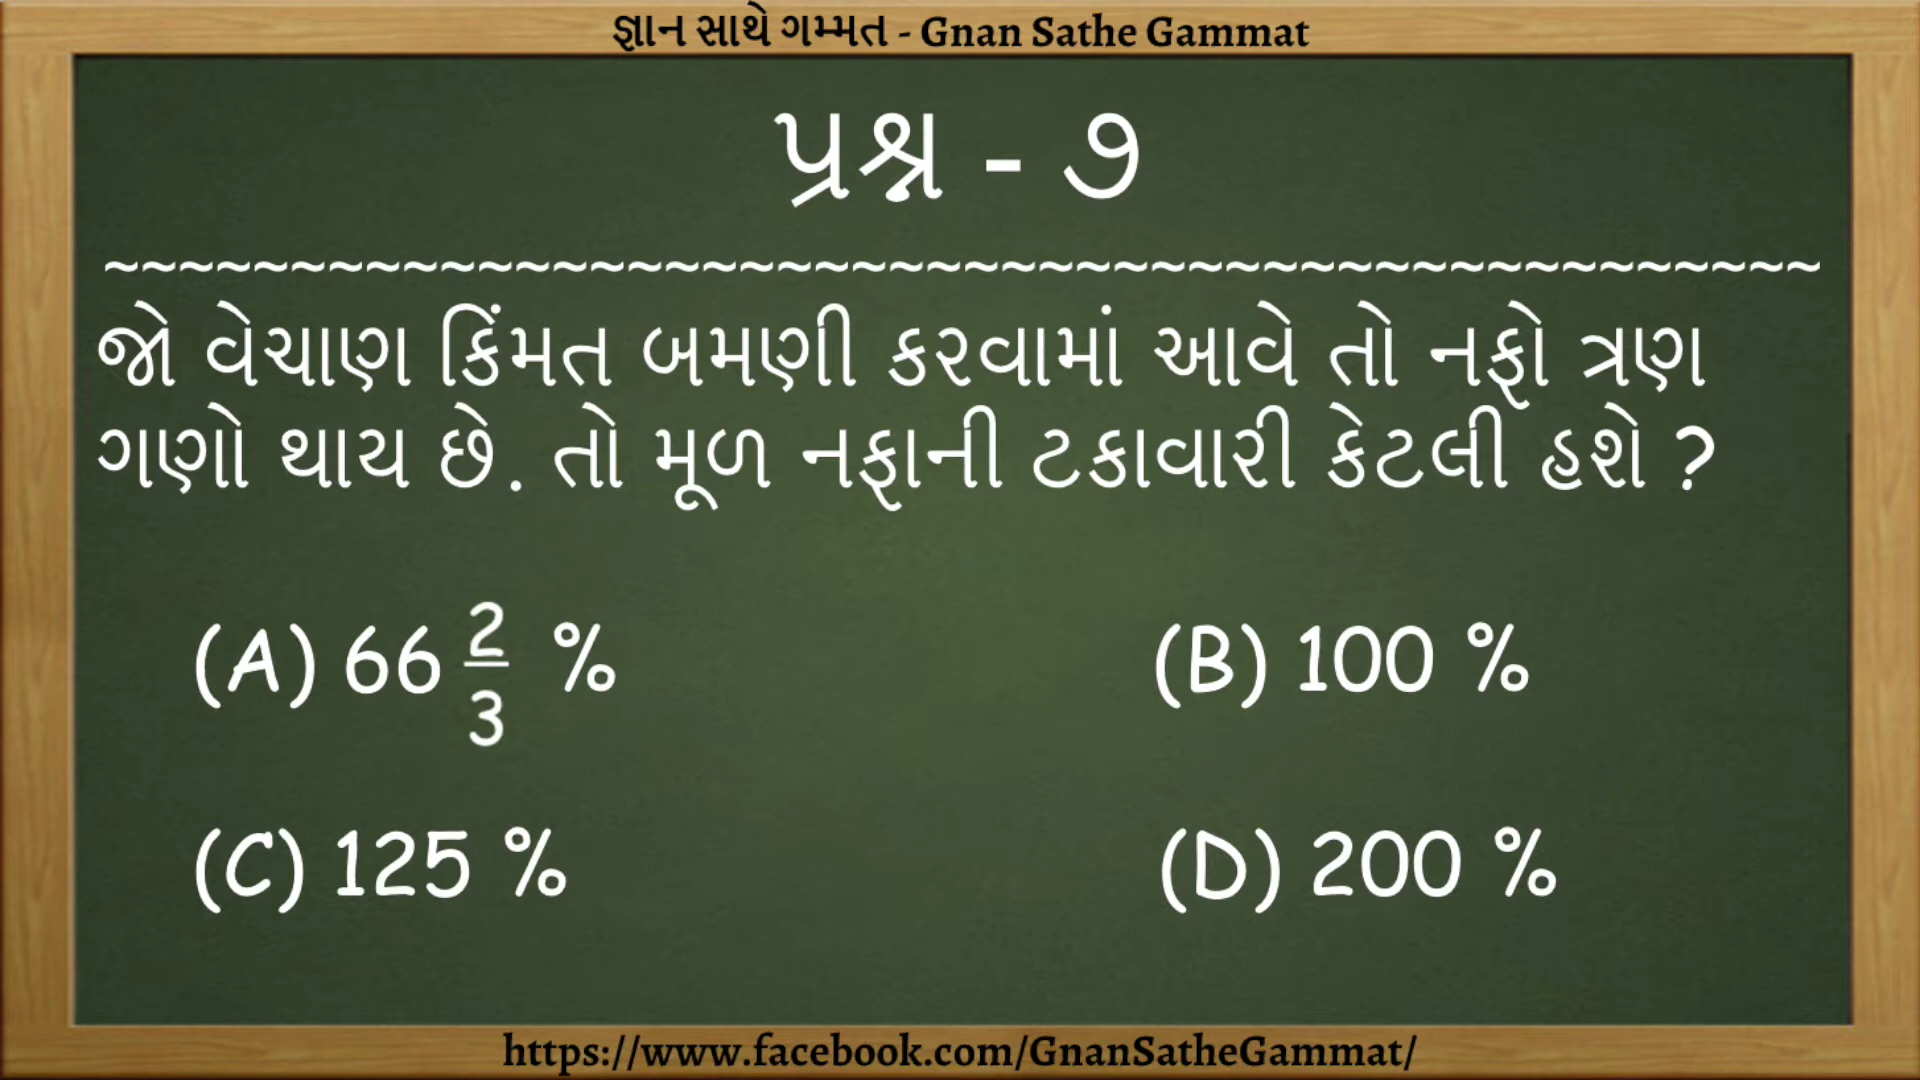 જ્ઞાન સાથે ગમ્મત - Gnan Sathe Gammat
પ્રશ્ન - ૭
~~~~~~~~~~~~~~~~~~~~~~~~~~~~~~~~~~~~~~~~~~~~~~
જો વેચાણ કિંમત બમણી કરવામાં આવે તો નફો ત્રણ
ગણો થાય છે. તો મૂળ નફાની ટકાવારી કેટલી હશે ?
(A) 66 2/3 % (B) 100 %
(C) 125 % (D) 200 %
https://www.facebook.com/GnanSatheGammat/